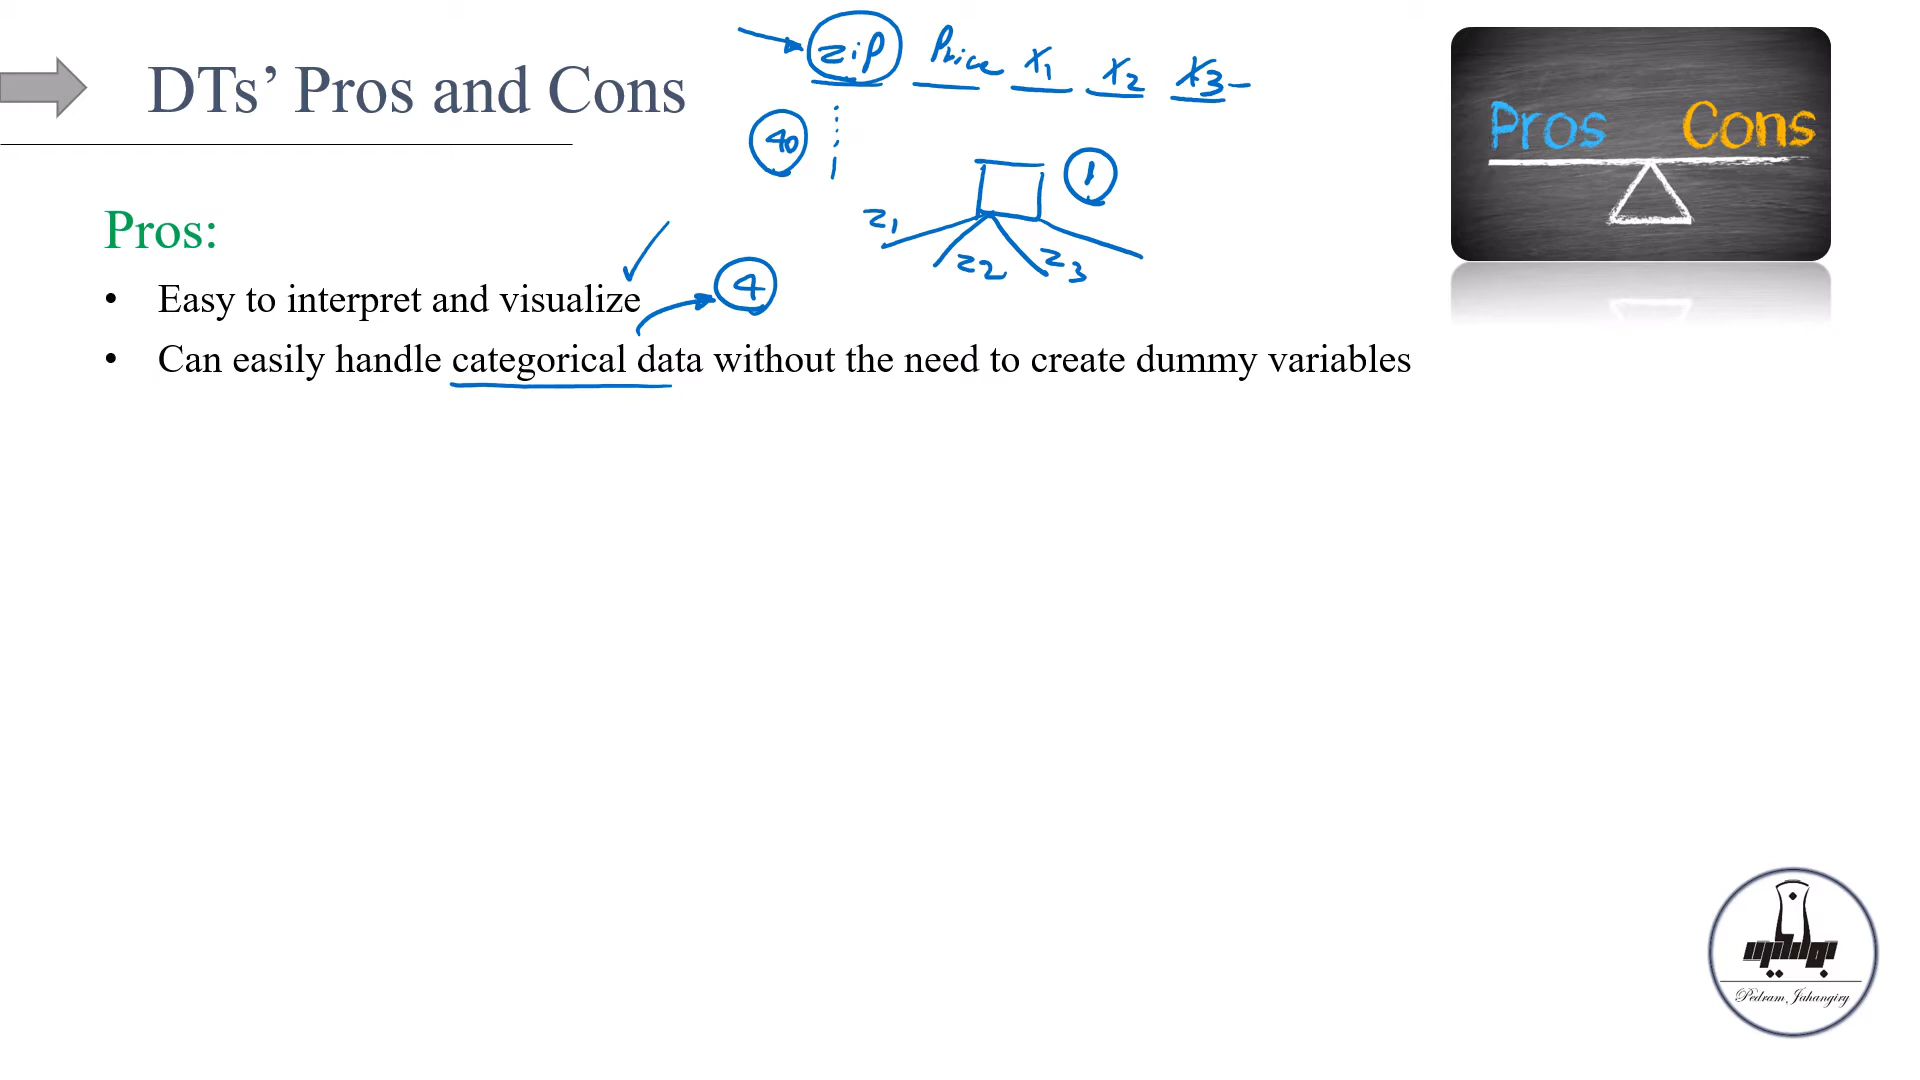 zip Price X1 X2 X3
DTs’ Pros and Cons
40
1
Pros Cons
Pros:
z1 z2 z3
4
• Easy to interpret and visualize
• Can easily handle categorical data without the need to create dummy variables
Pedram Jahangiry